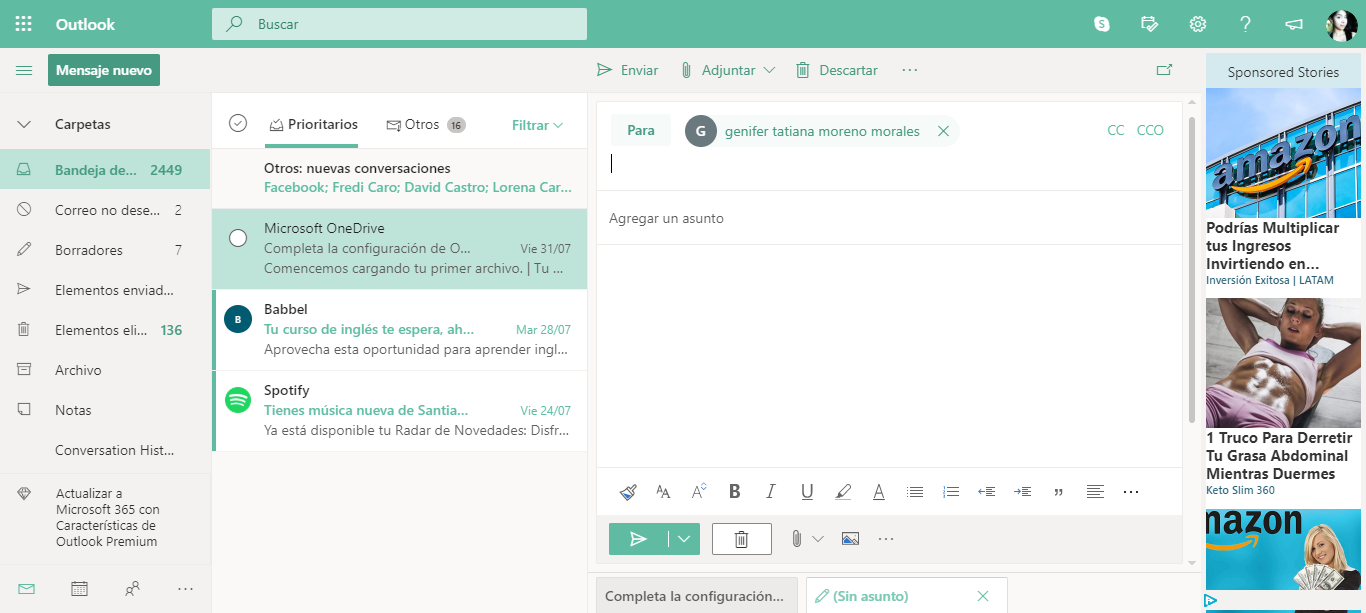 Outlook
Buscar
Mensaje nuevo
Enviar
Adjuntar
Descartar
Carpetas
Bandeja de... 2449
Correo no dese... 2
Borradores 7
Elementos enviad...
Elementos eli... 136
Archivo
Notas
Conversation Hist...
Actualizar a
Microsoft 365 con
Características de
Outlook Premium
Prioritarios
Otros 16
Filtrar
Otros: nuevas conversaciones
Facebook; Fredi Caro; David Castro; Lorena Car...
Microsoft OneDrive
Completa la configuración de O... Vie 31/07
Comencemos cargando tu primer archivo. | Tu ...
B
Babbel
Tu curso de inglés te espera, ah... Mar 28/07
Aprovecha esta oportunidad para aprender ingl...
Spotify
Tienes música nueva de Santia... Vie 24/07
Ya está disponible tu Radar de Novedades: Disfr...
Para
G
genifer tatiana moreno morales
CC CCO
Agregar un asunto
Completa la configuración...
(Sin asunto)
Sponsored Stories
amazon
Podrías Multiplicar
tus Ingresos
Invirtiendo en...
Inversión Exitosa | LATAM
1 Truco Para Derretir
Tu Grasa Abdominal
Mientras Duermes
Keto Slim 360
mazon